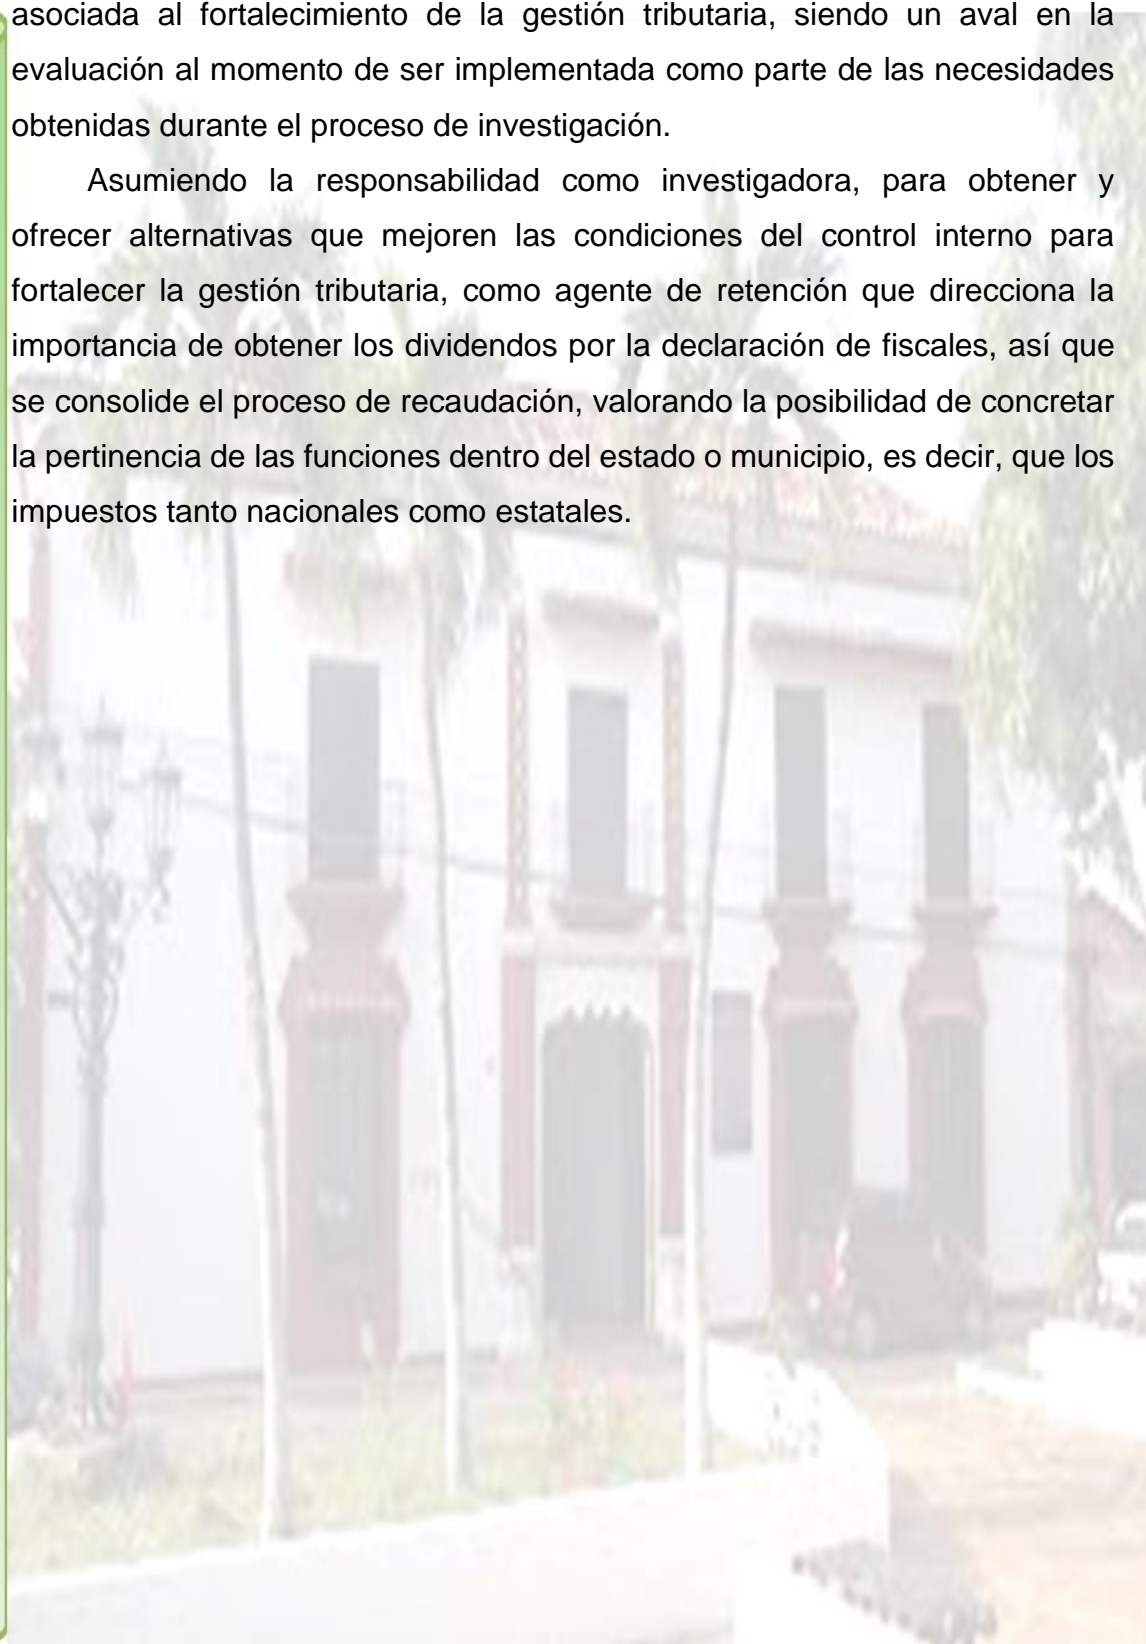 asociada al fortalecimiento de la gestión tributaria, siendo un aval en la
evaluación al momento de ser implementada como parte de las necesidades
obtenidas durante el proceso de investigación.
Asumiendo la responsabilidad como investigadora, para obtener y
ofrecer alternativas que mejoren las condiciones del control interno para
fortalecer la gestión tributaria, como agente de retención que direcciona la
importancia de obtener los dividendos por la declaración de fiscales, así que
se consolide el proceso de recaudación, valorando la posibilidad de concretar
la pertinencia de las funciones dentro del estado o municipio, es decir, que los
impuestos tanto nacionales como estatales.